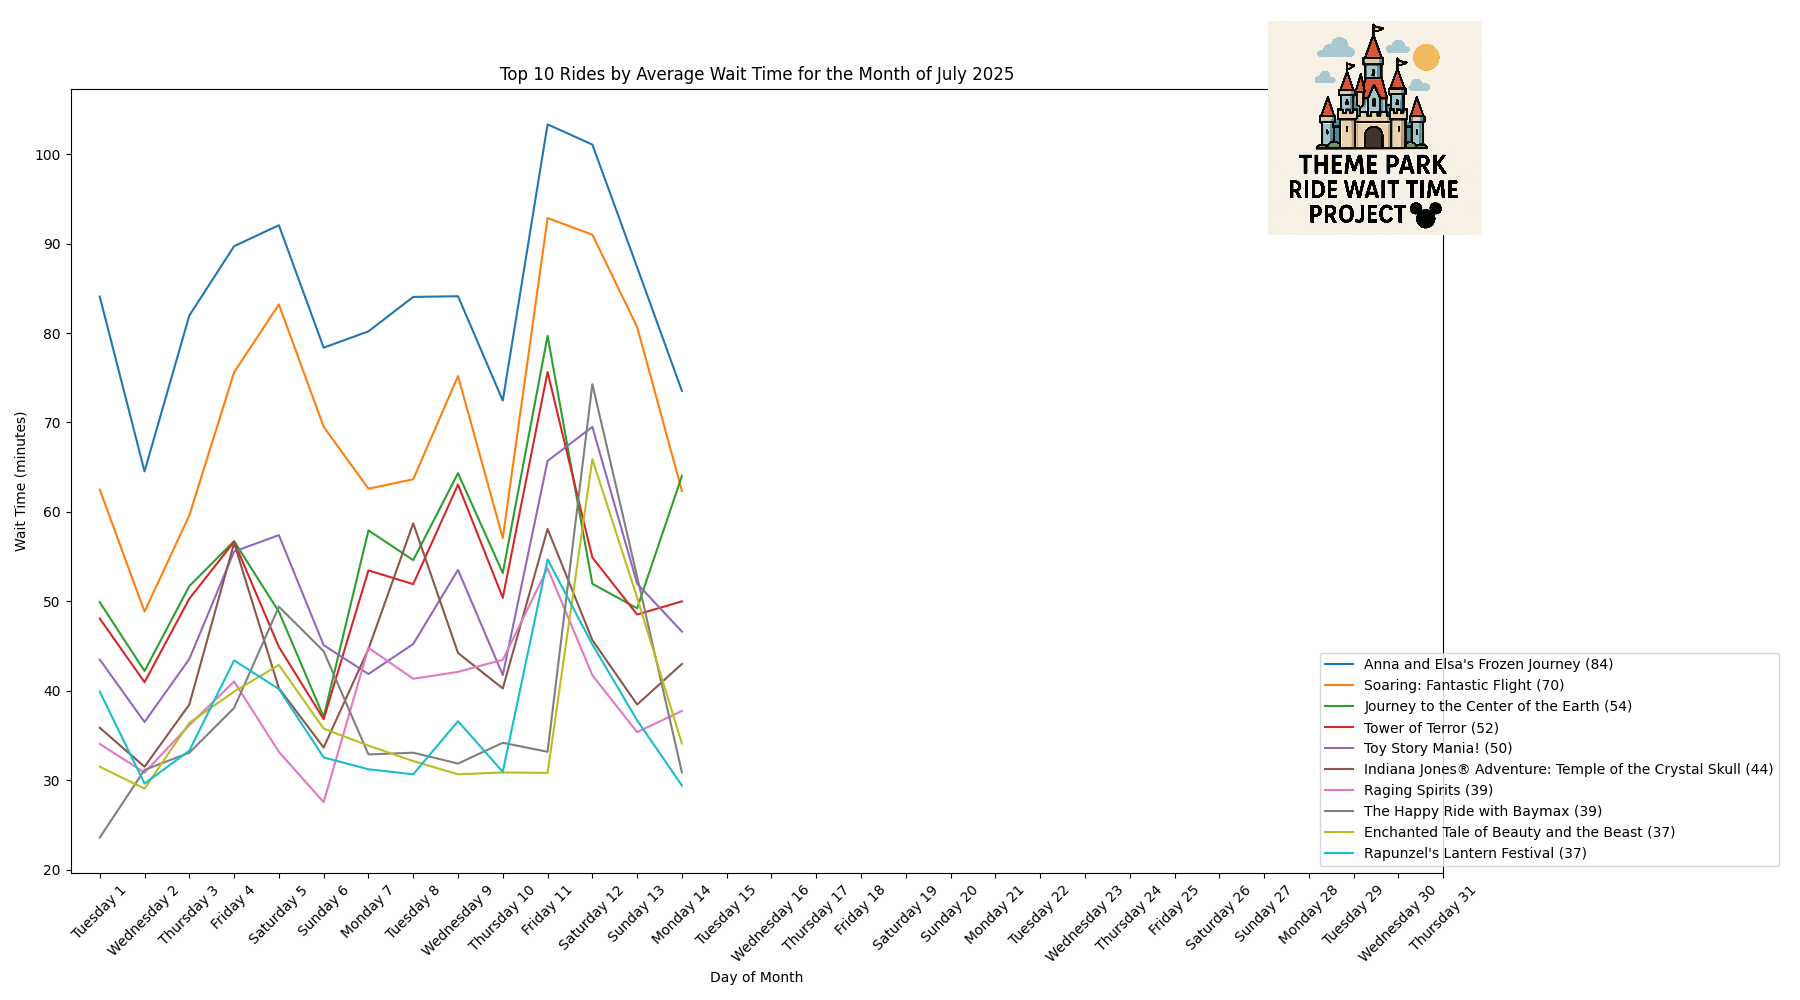 Top 10 Rides by Average Wait Time for the Month of July 2025
THEME PARK
RIDE WAIT TIME
PROJECT
Wait Time (minutes)
100
90
80
70
60
50
40
30
20
Anna and Elsa's Frozen Journey (84)
Soaring: Fantastic Flight (70)
Journey to the Center of the Earth (54)
Tower of Terror (52)
Toy Story Mania! (50)
Indiana Jones® Adventure: Temple of the Crystal Skull (44)
Raging Spirits (39)
The Happy Ride with Baymax (39)
Enchanted Tale of Beauty and the Beast (37)
Rapunzel's Lantern Festival (37)
Tuesday 1
Wednesday 2
Thursday 3
Friday 4
Saturday 5
Sunday 6
Monday 7
Tuesday 8
Wednesday 9
Thursday 10
Friday 11
Saturday 12
Sunday 13
Monday 14
Tuesday 15
Wednesday 16
Thursday 17
Friday 18
Saturday 19
Sunday 20
Monday 21
Tuesday 22
Wednesday 23
Thursday 24
Friday 25
Saturday 26
Sunday 27
Monday 28
Tuesday 29
Wednesday 30
Thursday 31
Day of Month